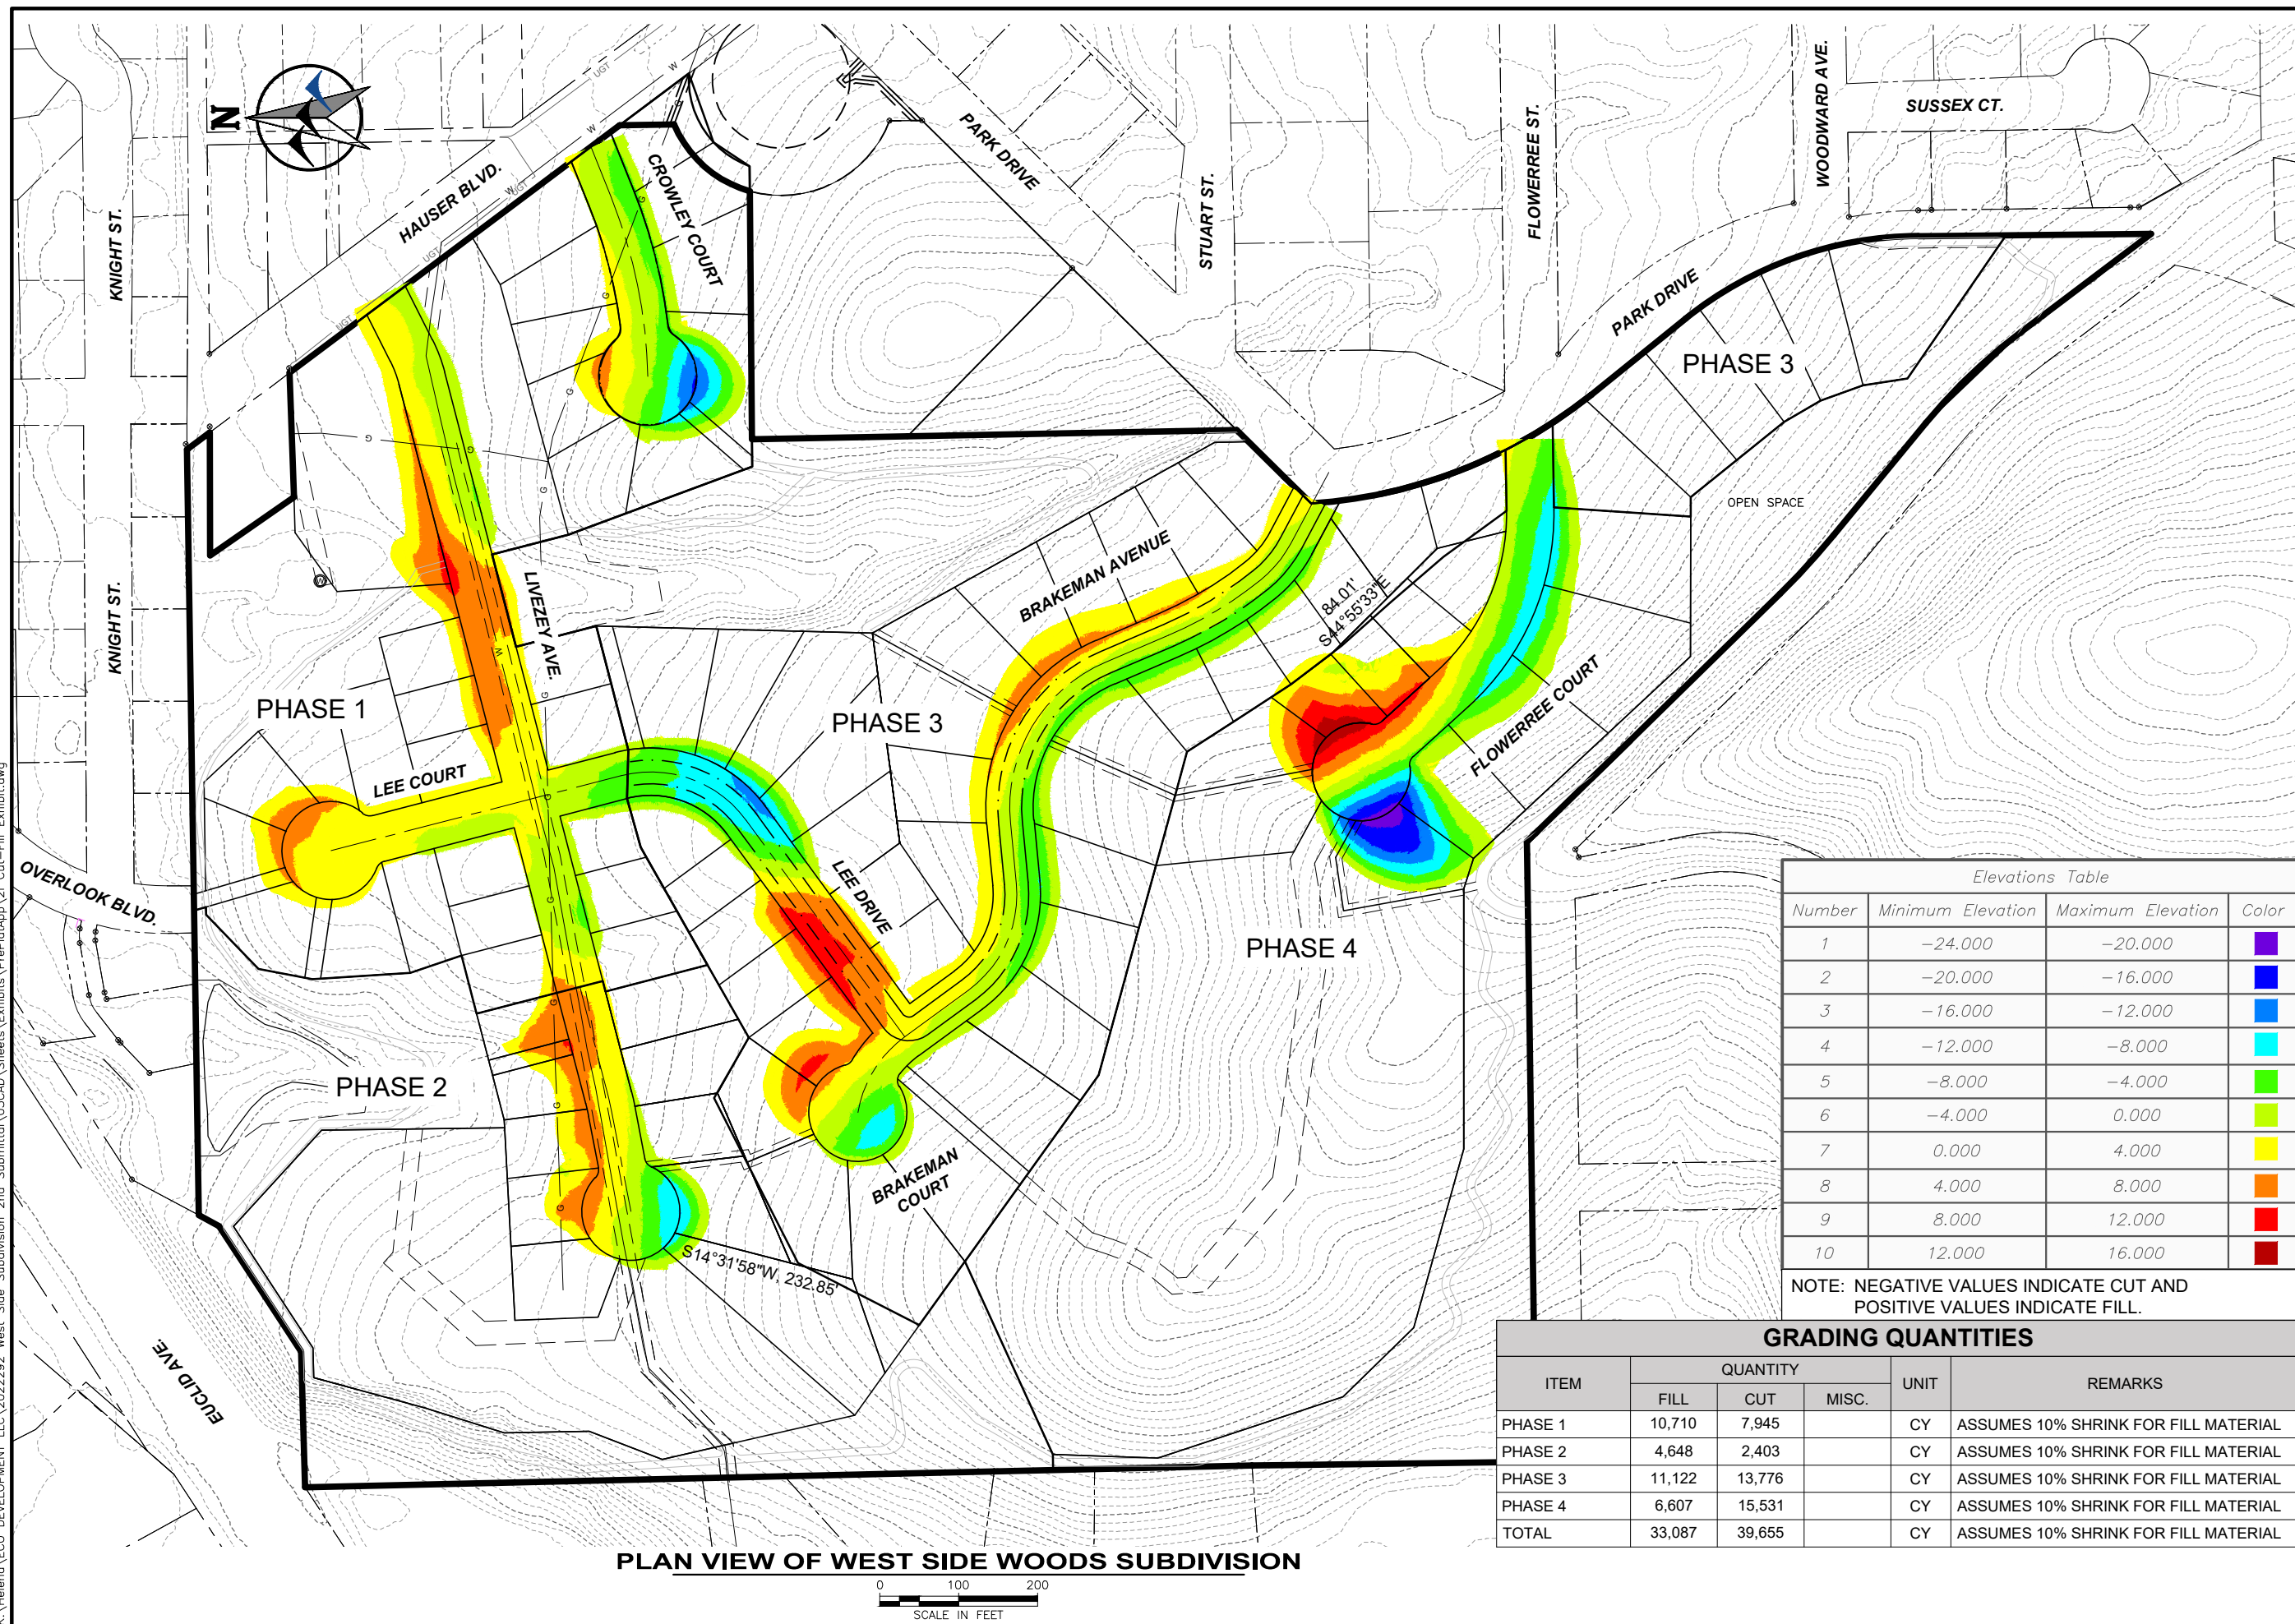 N
KNIGHT ST.
HAUSER BLVD.
UGT
W
UGT
W
UGT
UGT
CROWLEY COURT
PARK DRIVE
STUART ST.
FLOWERREE ST.
WOODWARD AVE.
SUSSEX CT.
PARK DRIVE
PHASE 3
OPEN SPACE
KNIGHT ST.
LIVEZEY AVE.
BRAKEMAN AVENUE
84.01'
S44°55'33"E
PHASE 1
PHASE 3
LEE COURT
FLOWERREE COURT
OVERLOOK BLVD.
LEE DRIVE
PHASE 4
PHASE 2
BRAKEMAN
COURT
S14°31'58"W, 232.85'
EUCLID AVE.
Elevations Table
Number Minimum Elevation Maximum Elevation Color
1 -24.000 -20.000
2 -20.000 -16.000
3 -16.000 -12.000
4 -12.000 -8.000
5 -8.000 -4.000
6 -4.000 0.000
7 0.000 4.000
8 4.000 8.000
9 8.000 12.000
10 12.000 16.000
NOTE: NEGATIVE VALUES INDICATE CUT AND
POSITIVE VALUES INDICATE FILL.
GRADING QUANTITIES
ITEM QUANTITY UNIT REMARKS
FILL CUT MISC.
PHASE 1 10,710 7,945 CY ASSUMES 10% SHRINK FOR FILL MATERIAL
PHASE 2 4,648 2,403 CY ASSUMES 10% SHRINK FOR FILL MATERIAL
PHASE 3 11,122 13,776 CY ASSUMES 10% SHRINK FOR FILL MATERIAL
PHASE 4 6,607 15,531 CY ASSUMES 10% SHRINK FOR FILL MATERIAL
TOTAL 33,087 39,655 CY ASSUMES 10% SHRINK FOR FILL MATERIAL
PLAN VIEW OF WEST SIDE WOODS SUBDIVISION
0 100 200
SCALE IN FEET